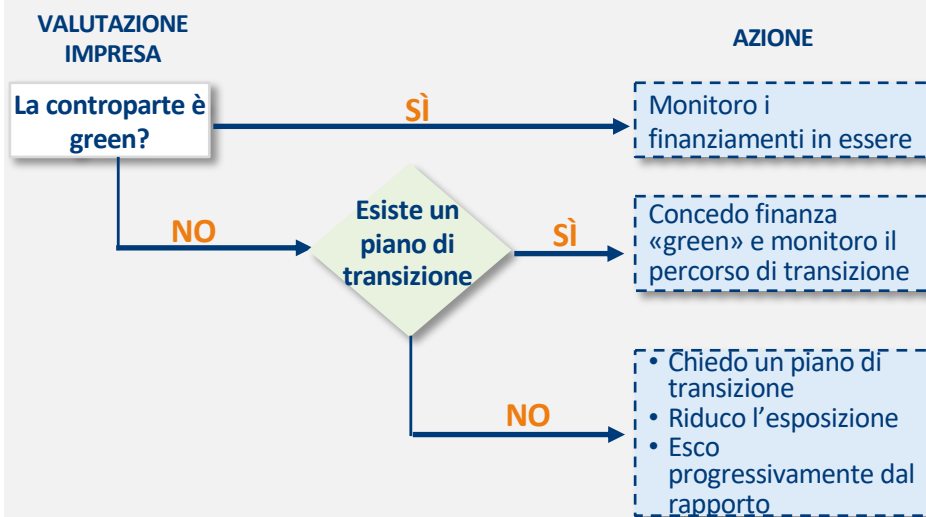 VALUTAZIONE
IMPRESA
AZIONE
La controparte è
green?
SÌ
Monitoro i
finanziamenti in essere
NO
Esiste un
piano di
transizione
SÌ
Concedo finanza
«green» e monitoro il
percorso di transizione
NO
• Chiedo un piano di
transizione
• Riduco l’esposizione
• Esco
progressivamente dal
rapporto